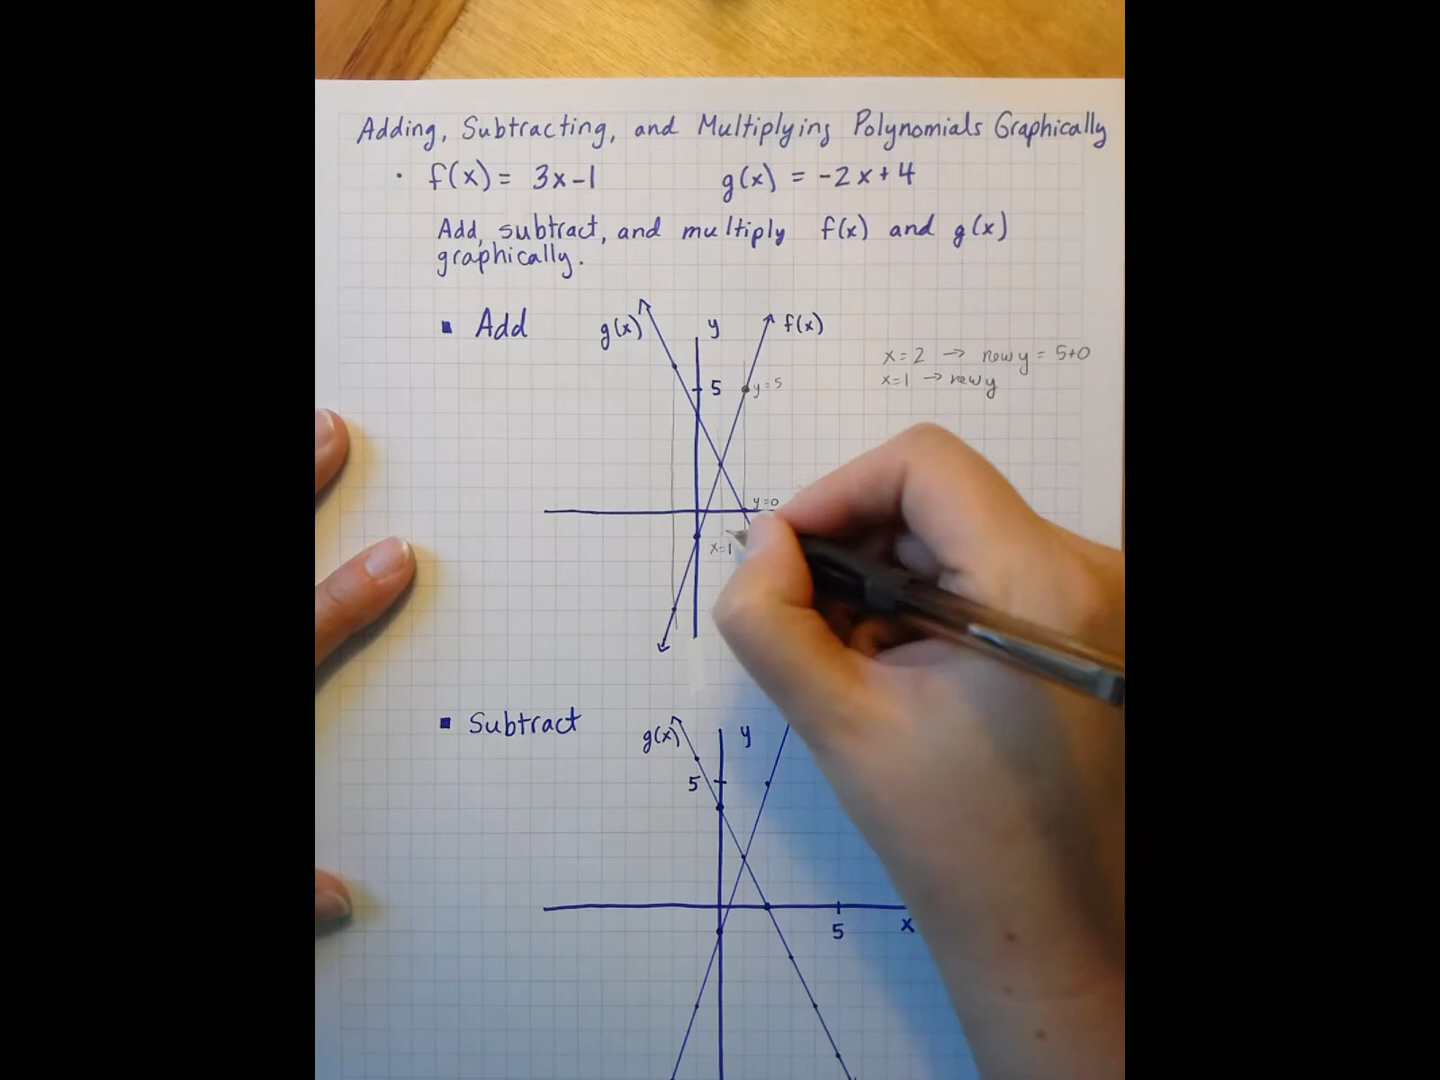 Adding, Subtracting, and Multiplying Polynomials Graphically
· f(x) = 3x-1 g(x) = -2x+4
Add, subtract, and multiply f(x) and g(x)
graphically.
▪ Add
g(x) y f(x)
x=2 → new y = 5+0
x=1 → new y
5 y=5
y=0
x=1
▪ Subtract
g(x) y
5
5 x